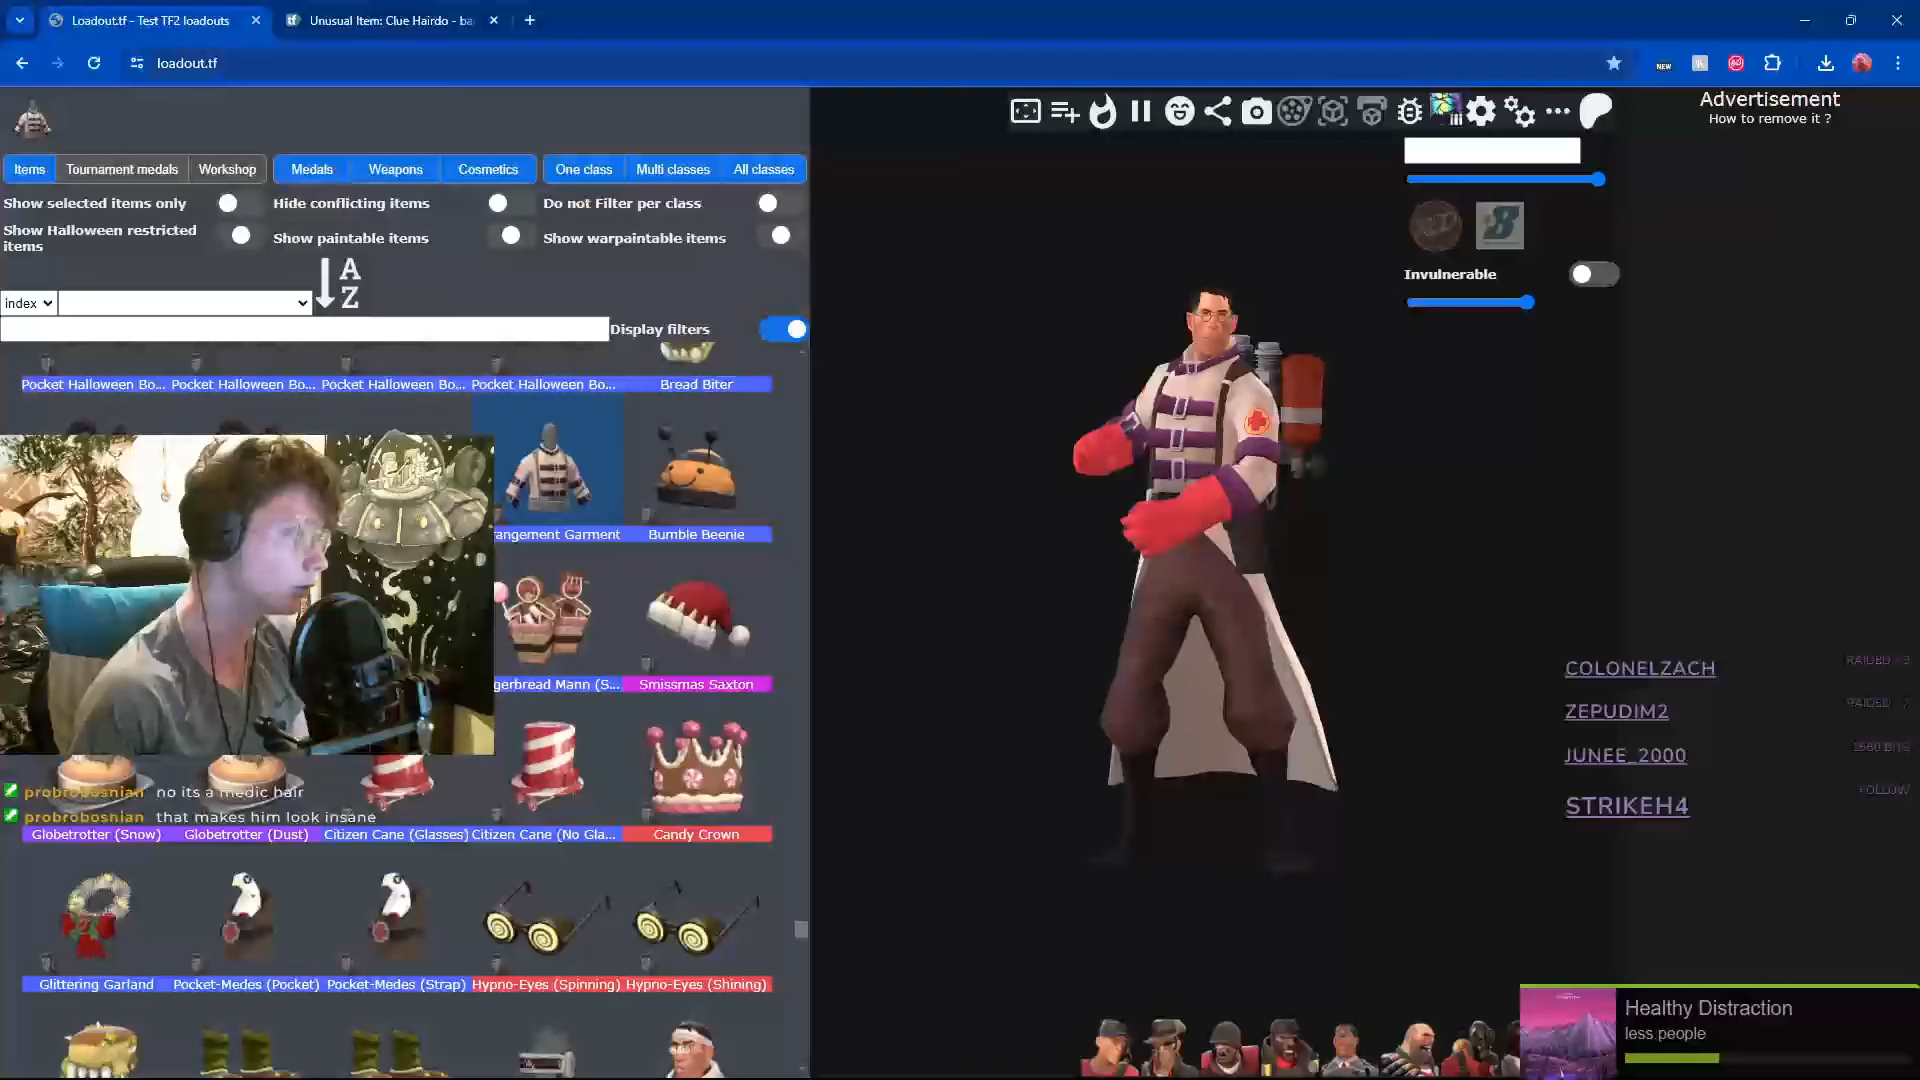 Loadout.tf - Test TF2 loadouts
Unusual Item: Clue Hairdo - ba
loadout.tf
NEW
Advertisement
How to remove it ?
Items Tournament medals Workshop Medals Weapons Cosmetics One class Multi classes All classes
Show selected items only Hide conflicting items Do not Filter per class
Show Halloween restricted items Show paintable items Show warpaintable items
A
Z
index
Display filters
Invulnerable
Pocket Halloween Bo... Pocket Halloween Bo... Pocket Halloween Bo... Pocket Halloween Bo... Bread Biter
angement Garment Bumble Beenie
gerbread Mann (S... Smissmas Saxton
probrobosnian no its a medic hair
probrobosnian that makes him look insane
Globetrotter (Snow) Globetrotter (Dust) Citizen Cane (Glasses) Citizen Cane (No Gla... Candy Crown
Glittering Garland Pocket-Medes (Pocket) Pocket-Medes (Strap) Hypno-Eyes (Spinning) Hypno-Eyes (Shining)
COLONELZACH
ZEPUDIM2 RAIDED
JUNEE_2000
STRIKEH4 FOLLOW
Healthy Distraction
less.people